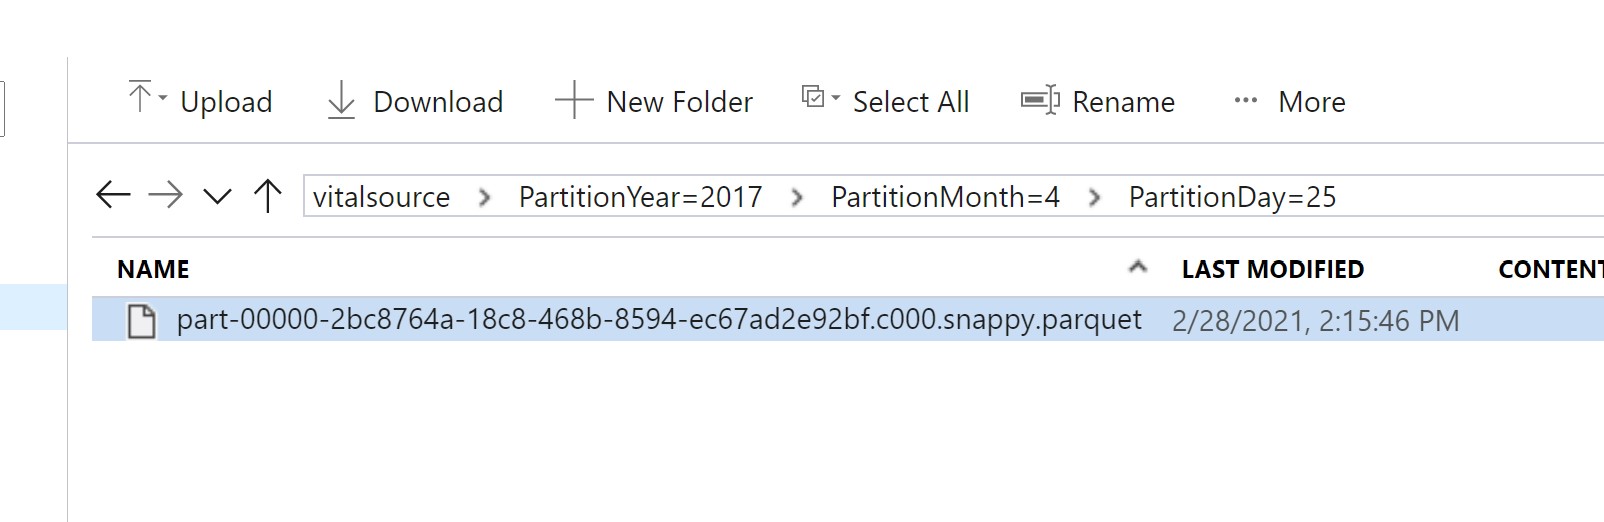 Upload Download New Folder Select All Rename More
vitalsource PartitionYear=2017 PartitionMonth=4 PartitionDay=25
NAME LAST MODIFIED CONTENT
part-00000-2bc8764a-18c8-468b-8594-ec67ad2e92bf.c000.snappy.parquet 2/28/2021, 2:15:46 PM